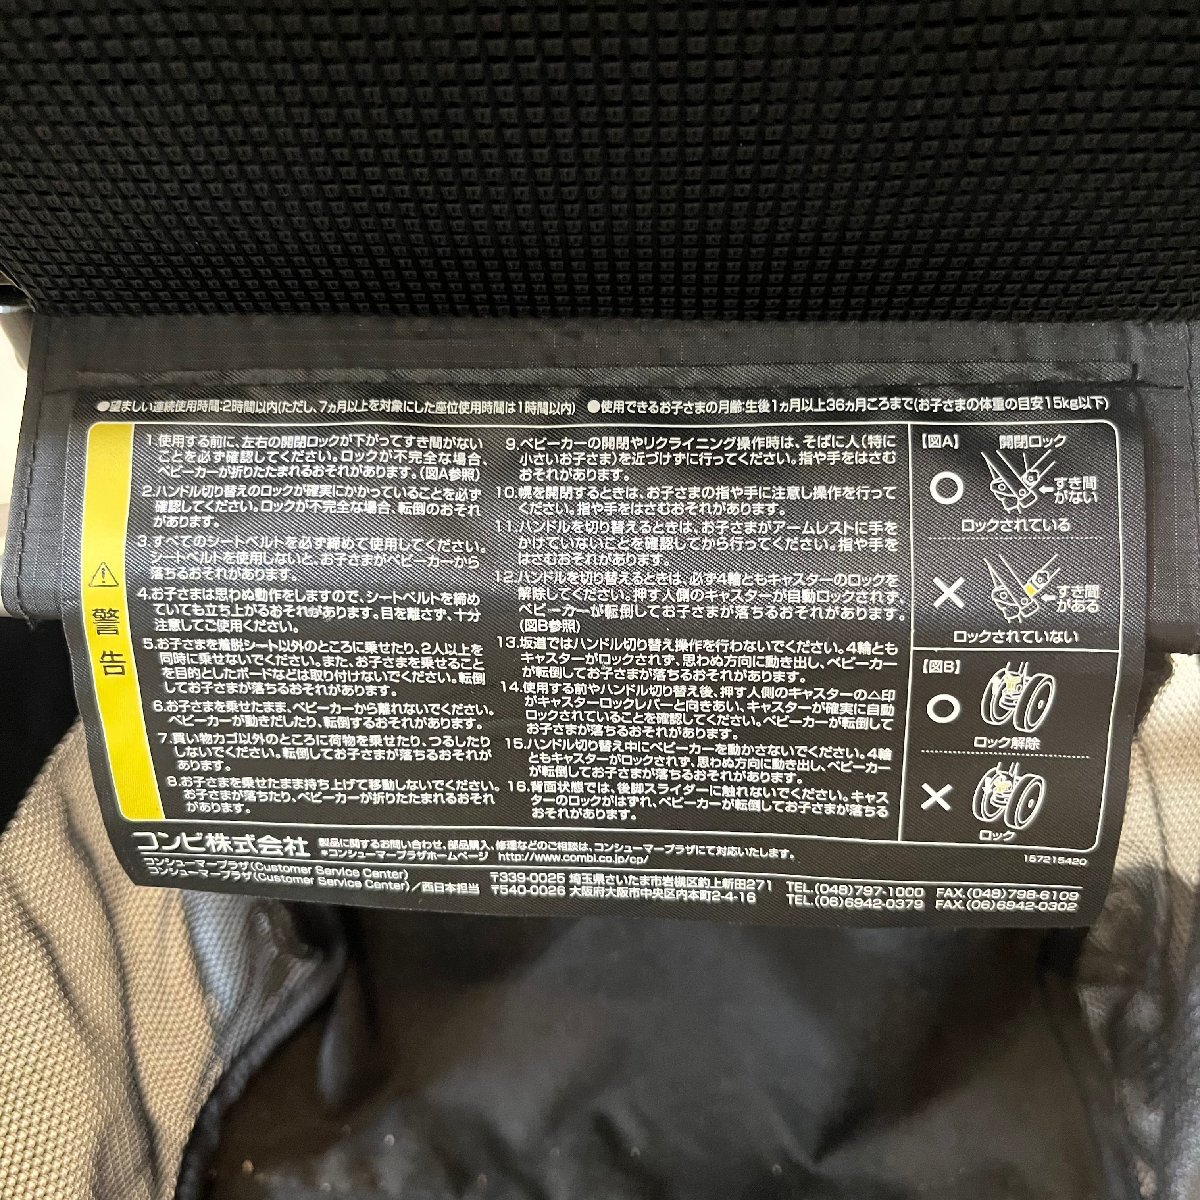 ●望ましい連続使用時間:2時間以内(ただし、7ヵ月以上を対象にした座位使用時間は1時間以内) ●使用できるお子さまの月齢:生後1ヵ月以上36ヵ月ごろまで(お子さまの体重の目安15kg以下)
警告
1.使用する前に、左右の開閉ロックが下がってすき間がない
ことを必ず確認してください。ロックが不完全な場合、
ベビーカーが折りたたまれるおそれがあります。(図A参照)
2.ハンドル切り替えのロックが確実にかかっていることを必ず
確認してください。ロックが不完全な場合、転倒のおそれ
があります。
3.すべてのシートベルトを必ず締めて使用してください。
シートベルトを使用しないと、お子さまがベビーカーから
落ちるおそれがあります。
4.お子さまは思わぬ動作をしますので、シートベルトを締め
ていても立ち上がるおそれがあります。目を離さず、十分
注意してご使用ください。
5.お子さまを着脱シート以外のところに乗せたり、2人以上を
同時に乗せないでください。また、お子さまを乗せること
を目的としたボードなどは取り付けないでください。転倒
してお子さまが落ちるおそれがあります。
6.お子さまを乗せたまま、ベビーカーから離れないでください。
ベビーカーが動きだしたり、転倒するおそれがあります。
7.買い物カゴ以外のところに荷物を乗せたり、つるしたり
しないでください。転倒してお子さまが落ちるおそれがあ
ります。
8.お子さまを乗せたまま持ち上げて移動しないでください。
お子さまが落ちたり、ベビーカーが折りたたまれるおそれ
があります。
9.ベビーカーの開閉やリクライニング操作時は、そばに人(特に
小さいお子さま)を近づけずに行ってください。指や手をはさむ
おそれがあります。
10.幌を開閉するときは、お子さまの指や手に注意し操作を行って
ください。指や手をはさむおそれがあります。
11.ハンドルを切り替えるときは、お子さまがアームレストに手を
かけていないことを確認してから行ってください。指や手を
はさむおそれがあります。
12.ハンドルを切り替えるときは、必ず4輪ともキャスターのロックを
解除してください。押す人側のキャスターが自動ロックされず、
ベビーカーが転倒してお子さまが落ちるおそれがあります。
(図B参照)
13.坂道ではハンドル切り替え操作を行わないでください。4輪とも
キャスターがロックされず、思わぬ方向に動き出し、ベビーカー
が転倒してお子さまが落ちるおそれがあります。
14.使用する前やハンドル切り替え後、押す人側のキャスターの△印
がキャスターロックレバーと向きあい、キャスターが確実に自動
ロックされていることを確認してください。ベビーカーが転倒して
お子さまが落ちるおそれがあります。
15.ハンドル切り替え中にベビーカーを動かさないでください。4輪
ともキャスターがロックされず、思わぬ方向に動き出し、ベビーカー
が転倒してお子さまが落ちるおそれがあります。
16.背面状態では、後脚スライダーに触れないでください。キャス
ターのロックがはずれ、ベビーカーが転倒してお子さまが落ちる
おそれがあります。
【図A】 開閉ロック
すき間
がない
ロックされている
すき間
がある
ロックされていない
【図B】
ロック解除
ロック
コンビ株式会社 製品に関するお問い合わせ、部品購入、修理などのご相談は、コンシューマープラザにて対応いたします。
*コンシューマープラザホームページ http://www.combi.co.jp/cp/
157215420
コンシューマープラザ(Customer Service Center) 〒339-0025 埼玉県さいたま市岩槻区釣上新田271 TEL.(048)797-1000 FAX.(048)798-6109
コンシューマープラザ(Customer Service Center)/西日本担当 〒540-0026 大阪府大阪市中央区内本町2-4-16 TEL.(06)6942-0379 FAX.(06)6942-0302